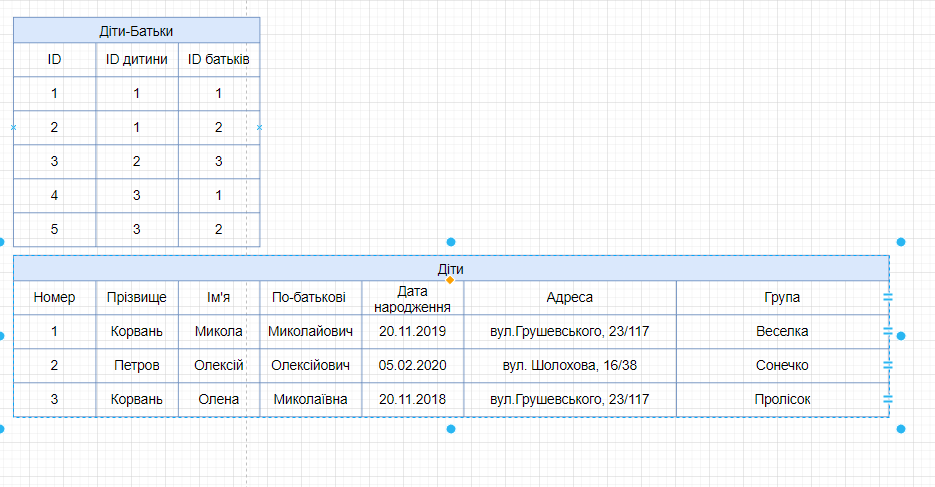 Діти-Батьки
ID ID дитини ID батьків
1 1 1
2 1 2
3 2 3
4 3 1
5 3 2
Діти
Номер Прізвище Ім'я По-батькові Дата народження Адреса Група
1 Корвань Микола Миколайович 20.11.2019 вул.Грушевського, 23/117 Веселка
2 Петров Олексій Олексійович 05.02.2020 вул. Шолохова, 16/38 Сонечко
3 Корвань Олена Миколаївна 20.11.2018 вул.Грушевського, 23/117 Пролісок